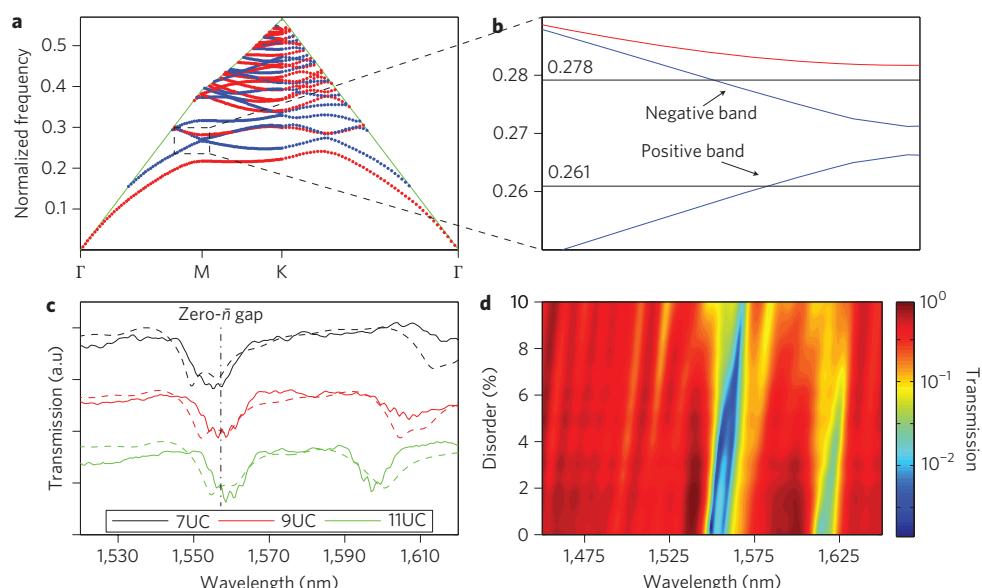 a
Normalized frequency
0.5
0.4
0.3
0.2
0.1
Γ
M
K
Γ
b
0.28
0.27
0.26
0.278
Negative band
Positive band
0.261
c
Zero-n̄ gap
Transmission (a.u)
7UC
9UC
11UC
1,530
1,550
1,570
1,590
1,610
Wavelength (nm)
d
Disorder (%)
10
8
6
4
2
0
1,475
1,525
1,575
1,625
Wavelength (nm)
10⁰
10⁻¹
10⁻²
Transmission